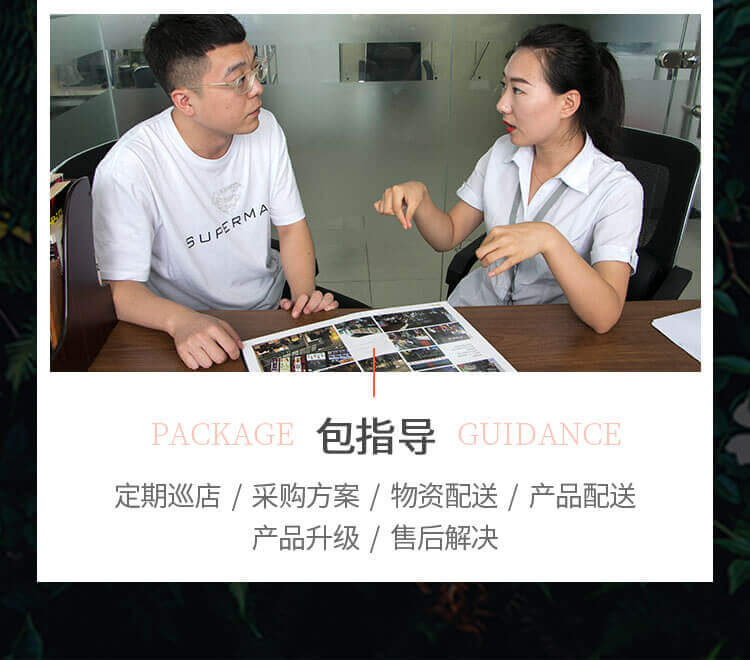 SUPERMA
PACKAGE 包指导 GUIDANCE
定期巡店 / 采购方案 / 物资配送 / 产品配送
产品升级 / 售后解决